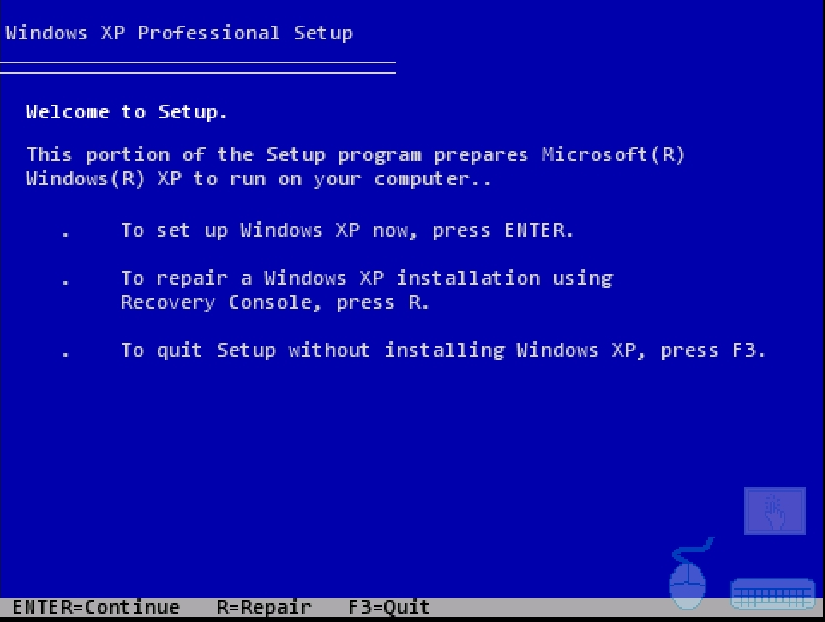 Windows XP Professional Setup
Welcome to Setup.
This portion of the Setup program prepares Microsoft(R)
Windows(R) XP to run on your computer..
. To set up Windows XP now, press ENTER.
. To repair a Windows XP installation using
Recovery Console, press R.
. To quit Setup without installing Windows XP, press F3.
ENTER=Continue R=Repair F3=Quit